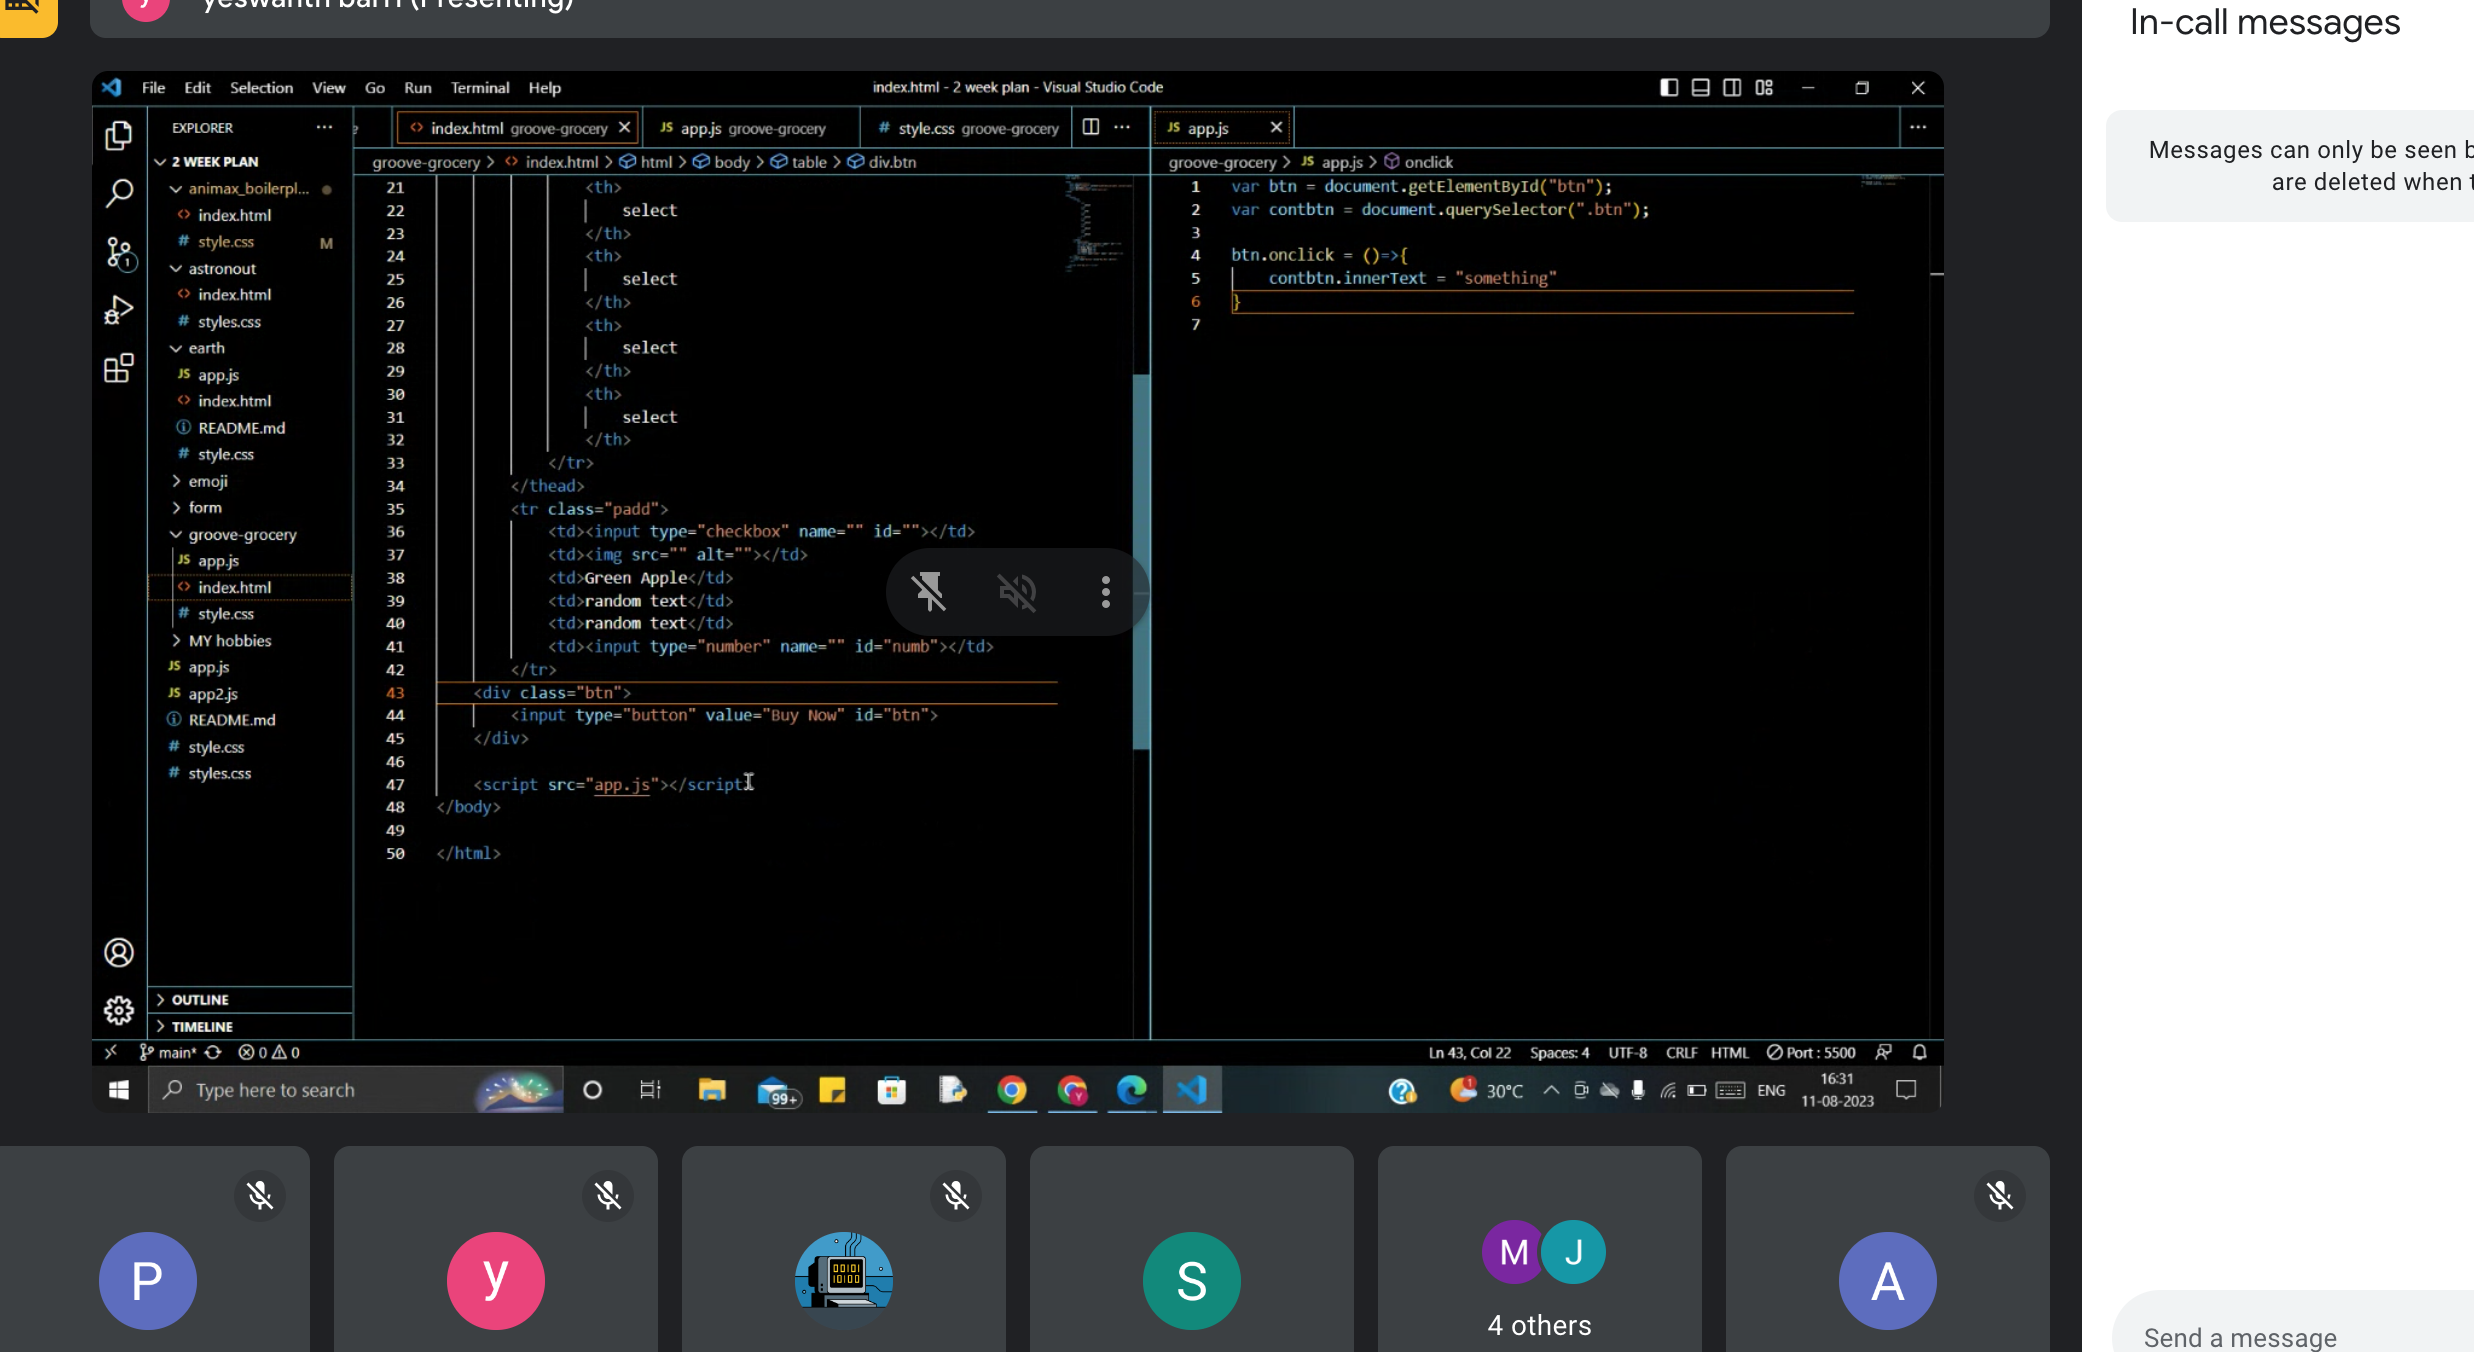 yeswanth barri (Presenting)
In-call messages
Messages can only be seen b
are deleted when t
File Edit Selection View Go Run Terminal Help
index.html - 2 week plan - Visual Studio Code
EXPLORER
2 WEEK PLAN
animax_boilerpl...
index.html
style.css M
astronout
index.html
styles.css
earth
JS app.js
index.html
README.md
style.css
emoji
form
groove-grocery
JS app.js
index.html
style.css
MY hobbies
JS app.js
JS app2.js
README.md
style.css
styles.css
OUTLINE
TIMELINE
index.html groove-grocery
JS app.js groove-grocery
# style.css groove-grocery
groove-grocery > index.html > html > body > table > div.btn
21 <th>
22 select
23 </th>
24 <th>
25 select
26 </th>
27 <th>
28 select
29 </th>
30 <th>
31 select
32 </th>
33 </tr>
34 </thead>
35 <tr class="padd">
36 <td><input type="checkbox" name="" id=""></td>
37 <td><img src="" alt=""></td>
38 <td>Green Apple</td>
39 <td>random text</td>
40 <td>random text</td>
41 <td><input type="number" name="" id="numb"></td>
42 </tr>
43 <div class="btn">
44 <input type="button" value="Buy Now" id="btn">
45 </div>
46
47 <script src="app.js"></script>
48 </body>
49
50 </html>
JS app.js
groove-grocery > JS app.js > onclick
1 var btn = document.getElementById("btn");
2 var contbtn = document.querySelector(".btn");
3
4 btn.onclick = ()=>{
5 contbtn.innerText = "something"
6 }
7
main* 0 0
Ln 43, Col 22 Spaces: 4 UTF-8 CRLF HTML Port : 5500
Type here to search
99+
30°C ENG
16:31
11-08-2023
P
y
00101
10100
S
M J
4 others
A
Send a message